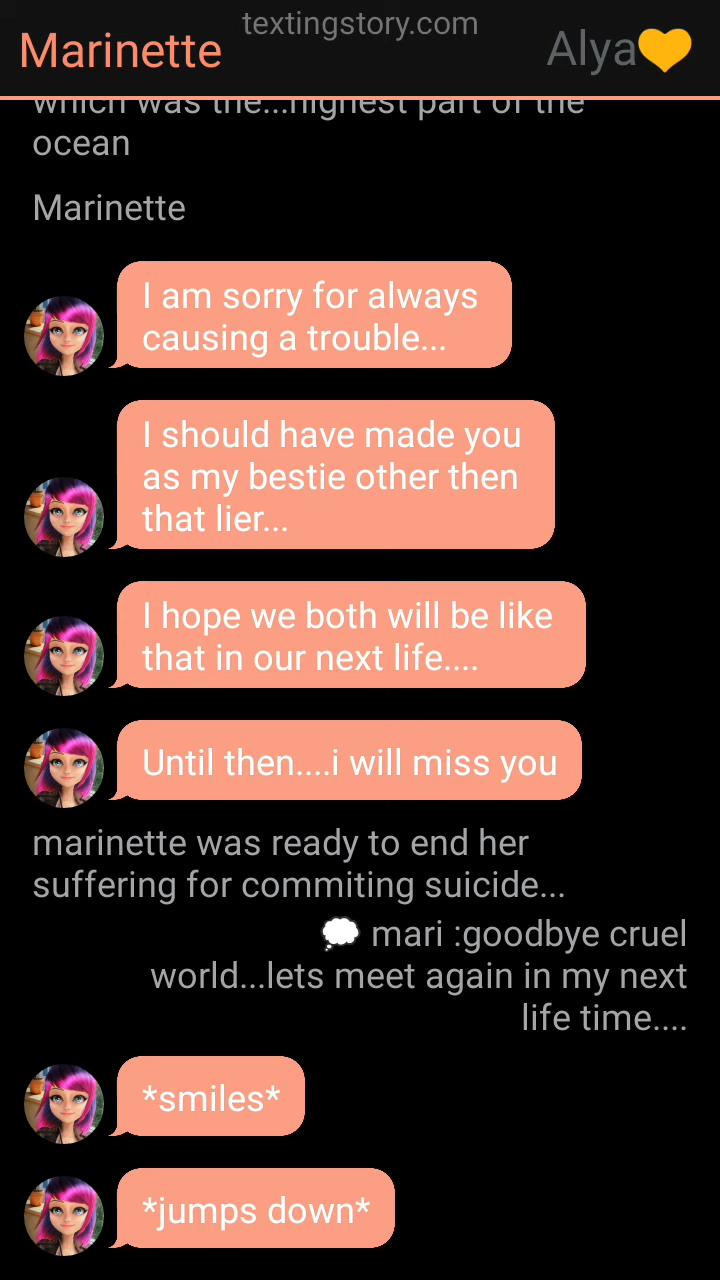 textingstory.com
Marinette
Alya
which was the...highest part of the
ocean
Marinette
I am sorry for always
causing a trouble...
I should have made you
as my bestie other then
that lier...
I hope we both will be like
that in our next life....
Until then....i will miss you
marinette was ready to end her
suffering for commiting suicide...
mari :goodbye cruel
world...lets meet again in my next
life time....
*smiles*
*jumps down*